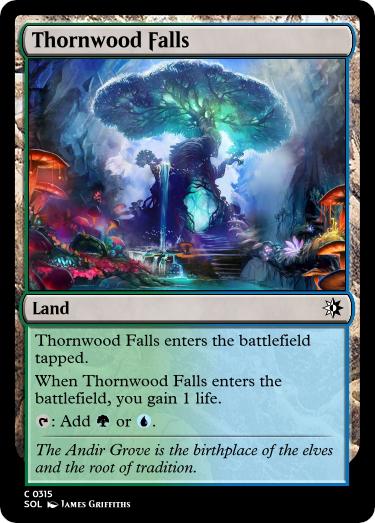 Thornwood Falls
Land
Thornwood Falls enters the battlefield
tapped.
When Thornwood Falls enters the
battlefield, you gain 1 life.
: Add or .
The Andir Grove is the birthplace of the elves
and the root of tradition.
C 0315
SOL James Griffiths